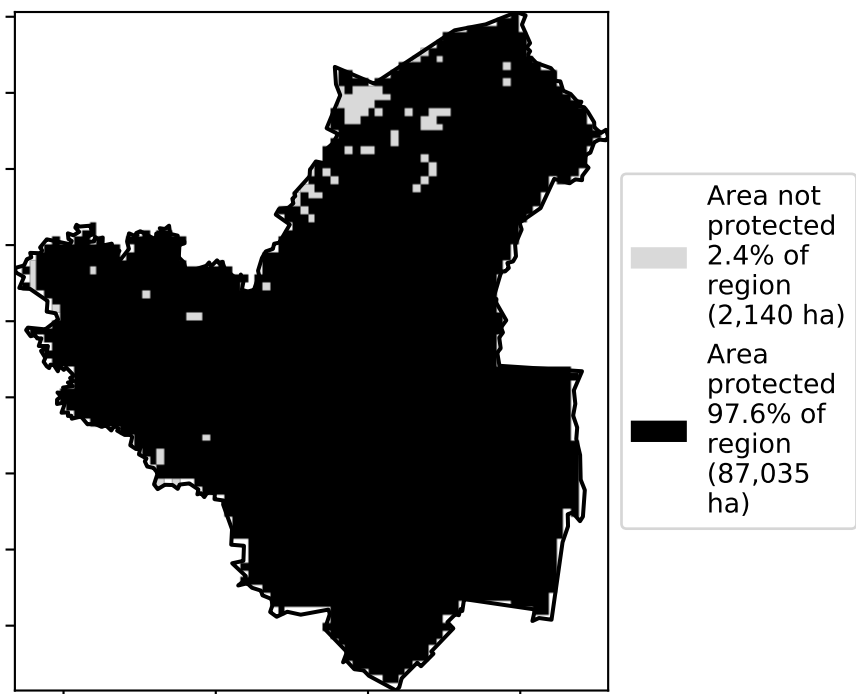 Area not
protected
2.4% of
region
(2,140 ha)
Area
protected
97.6% of
region
(87,035
ha)